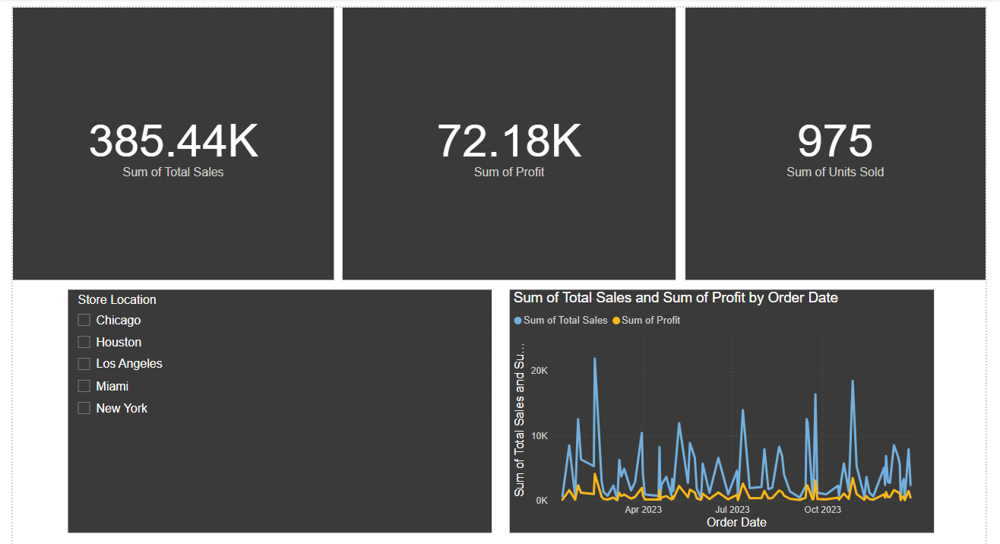 385.44K
Sum of Total Sales
72.18K
Sum of Profit
975
Sum of Units Sold
Store Location
Chicago
Houston
Los Angeles
Miami
New York
Sum of Total Sales and Sum of Profit by Order Date
Sum of Total Sales Sum of Profit
Sum of Total Sales and Su...
20K
10K
0K
Apr 2023 Jul 2023 Oct 2023
Order Date